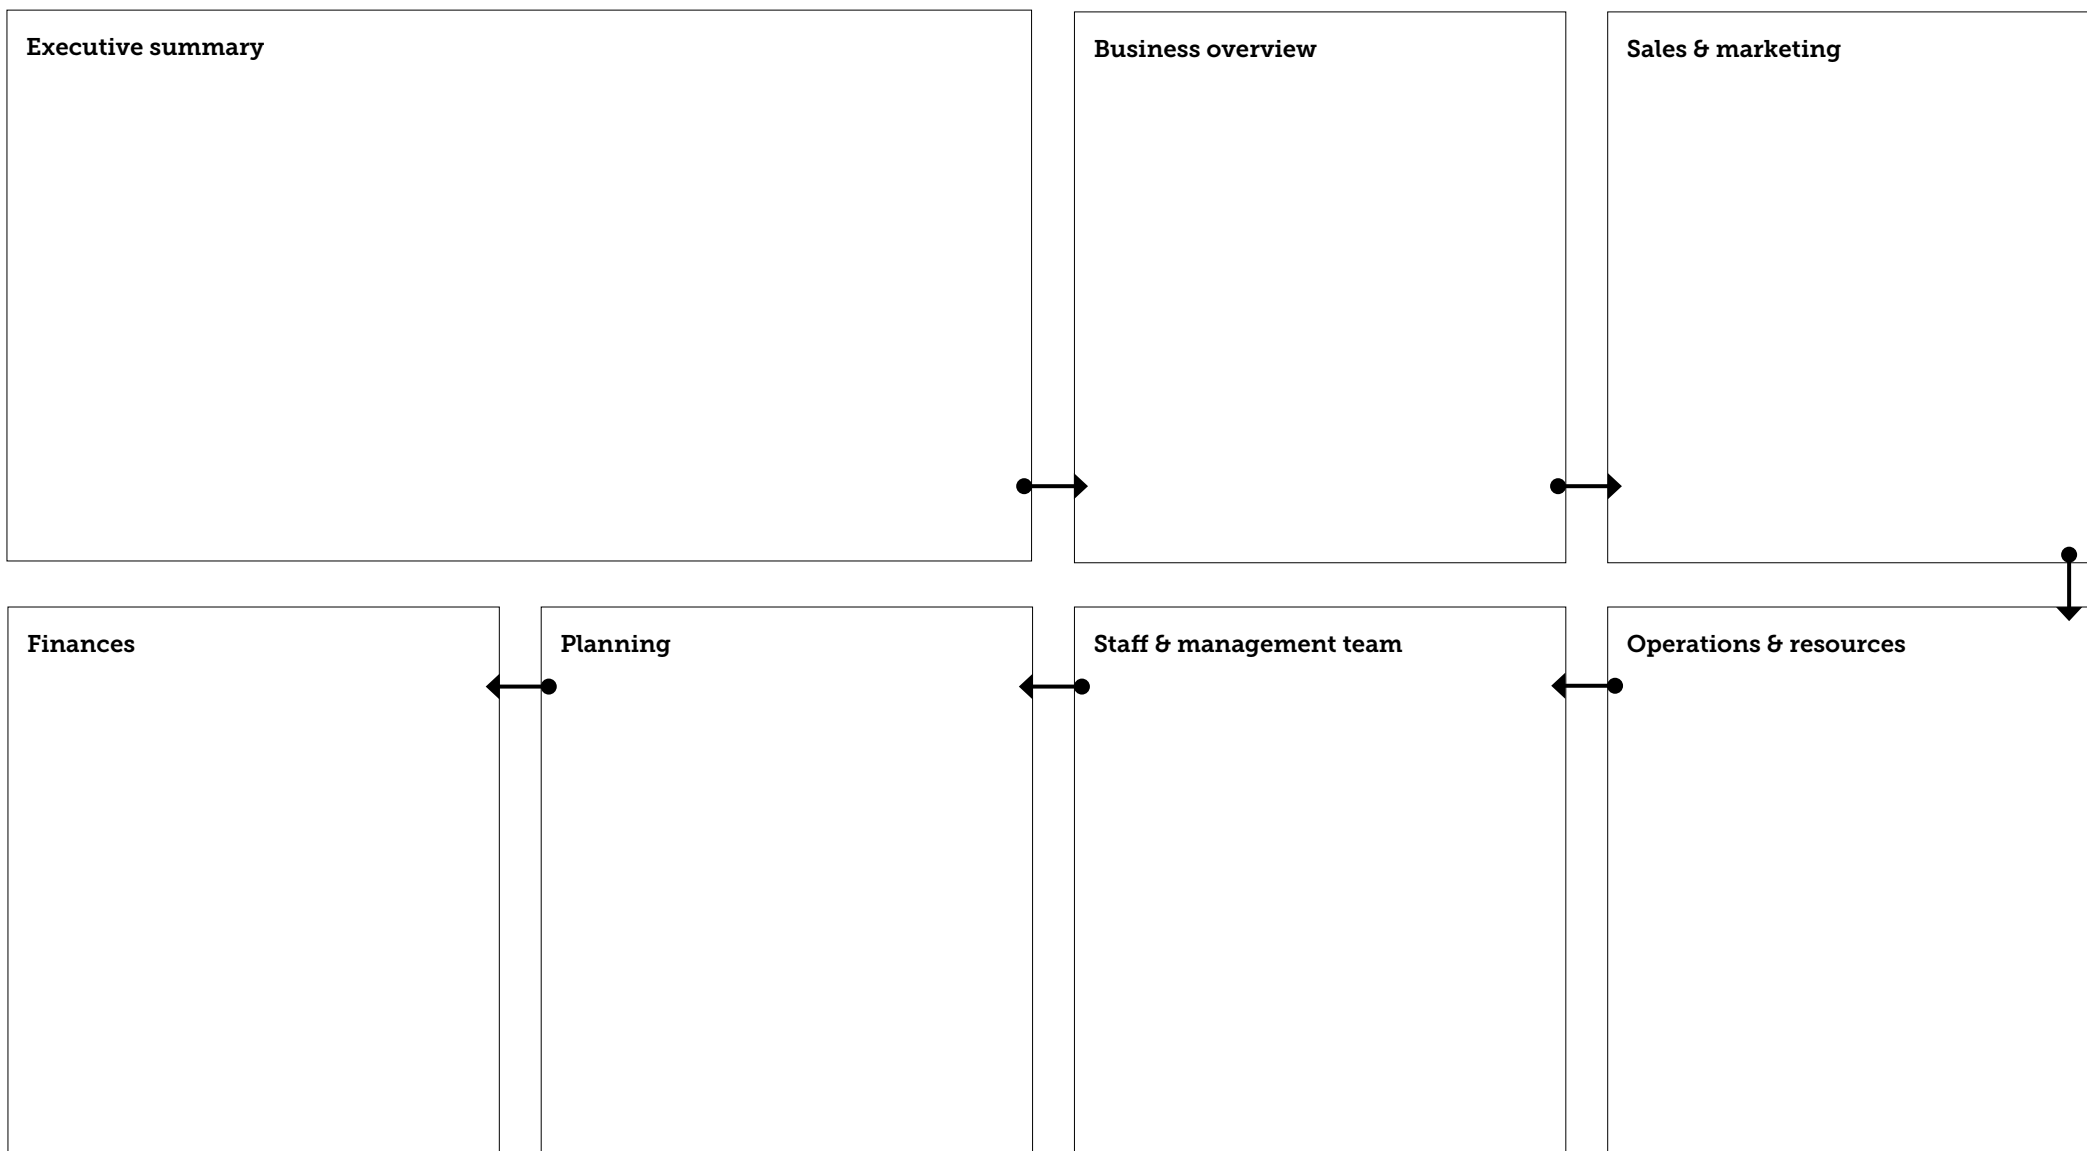 Executive summary
Business overview
Sales & marketing
Finances
Planning
Staff & management team
Operations & resources